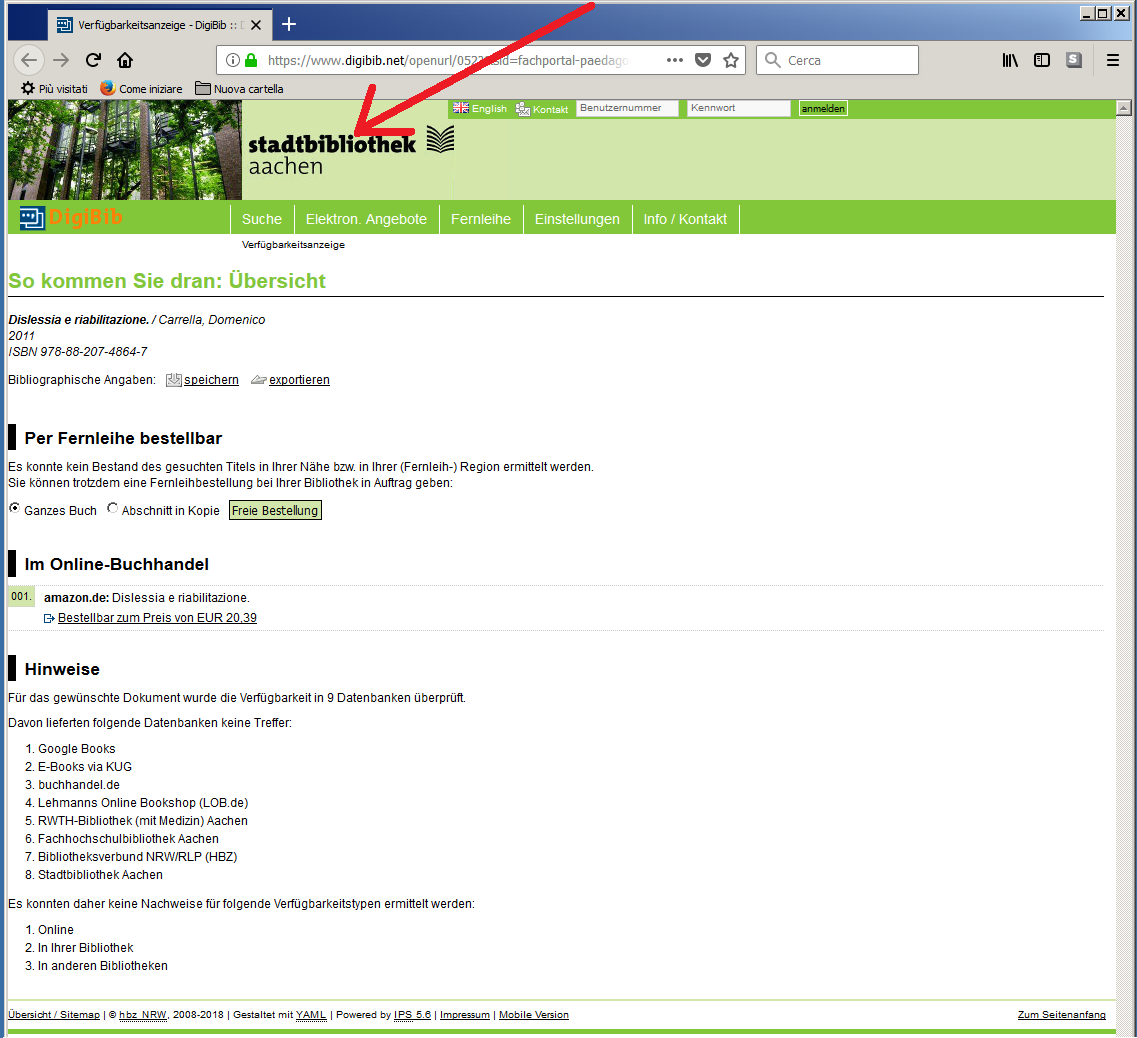 Verfügbarkeitsanzeige - DigiBib ::
https://www.digibib.net/openurl/052 sid=fachportal-paedago
Cerca
Più visitati Come iniziare Nuova cartella
English Kontakt Benutzernummer Kennwort anmelden
stadtbibliothek
aachen
DigiBib Suche Elektron. Angebote Fernleihe Einstellungen Info / Kontakt
Verfügbarkeitsanzeige
So kommen Sie dran: Übersicht
Dislessia e riabilitazione. / Carrella, Domenico
2011
ISBN 978-88-207-4864-7
Bibliographische Angaben: speichern exportieren
Per Fernleihe bestellbar
Es konnte kein Bestand des gesuchten Titels in Ihrer Nähe bzw. in Ihrer (Fernleih-) Region ermittelt werden.
Sie können trotzdem eine Fernleihbestellung bei Ihrer Bibliothek in Auftrag geben:
Ganzes Buch Abschnitt in Kopie Freie Bestellung
Im Online-Buchhandel
001. amazon.de: Dislessia e riabilitazione.
Bestellbar zum Preis von EUR 20,39
Hinweise
Für das gewünschte Dokument wurde die Verfügbarkeit in 9 Datenbanken überprüft.
Davon lieferten folgende Datenbanken keine Treffer:
1. Google Books
2. E-Books via KUG
3. buchhandel.de
4. Lehmanns Online Bookshop (LOB.de)
5. RWTH-Bibliothek (mit Medizin) Aachen
6. Fachhochschulbibliothek Aachen
7. Bibliotheksverbund NRW/RLP (HBZ)
8. Stadtbibliothek Aachen
Es konnten daher keine Nachweise für folgende Verfügbarkeitstypen ermittelt werden:
1. Online
2. In Ihrer Bibliothek
3. In anderen Bibliotheken
Übersicht / Sitemap | © hbz NRW, 2008-2018 | Gestaltet mit YAML | Powered by IPS 5.6 | Impressum | Mobile Version Zum Seitenanfang